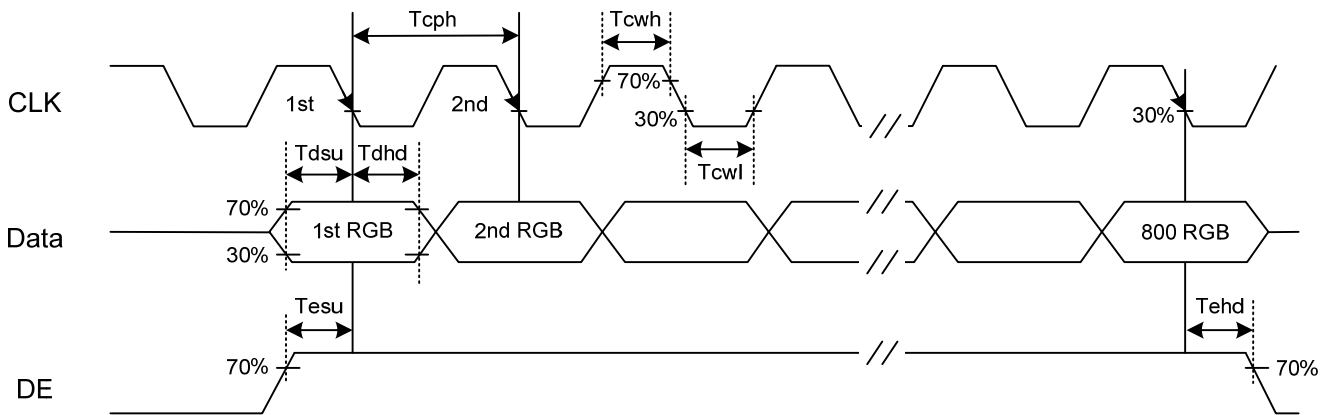 Tcph
Tcwh
CLK
1st
2nd
70%
30%
30%
Tcwl
Tdsu
Tdhd
70%
Data
1st RGB
2nd RGB
800 RGB
30%
Tesu
Tehd
70%
70%
DE